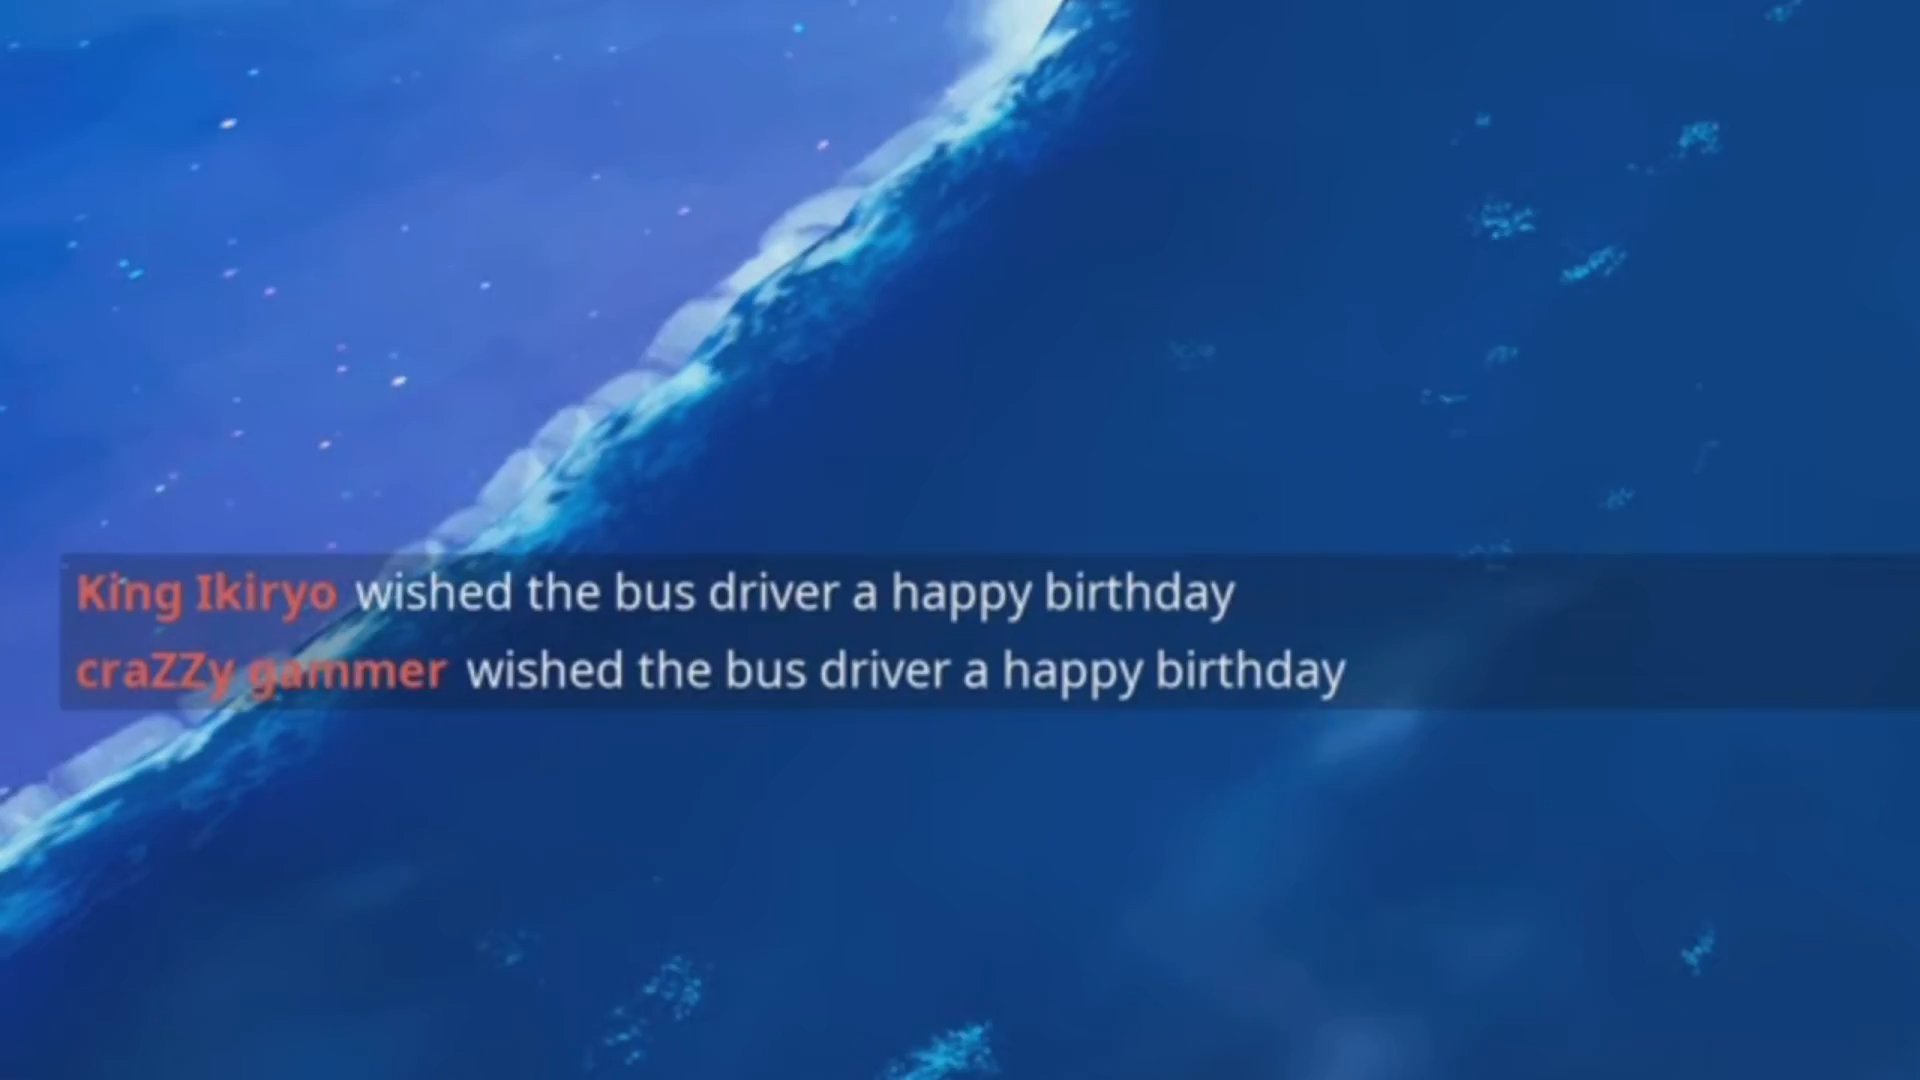 King Ikiryo wished the bus driver a happy birthday
craZZy gammer wished the bus driver a happy birthday